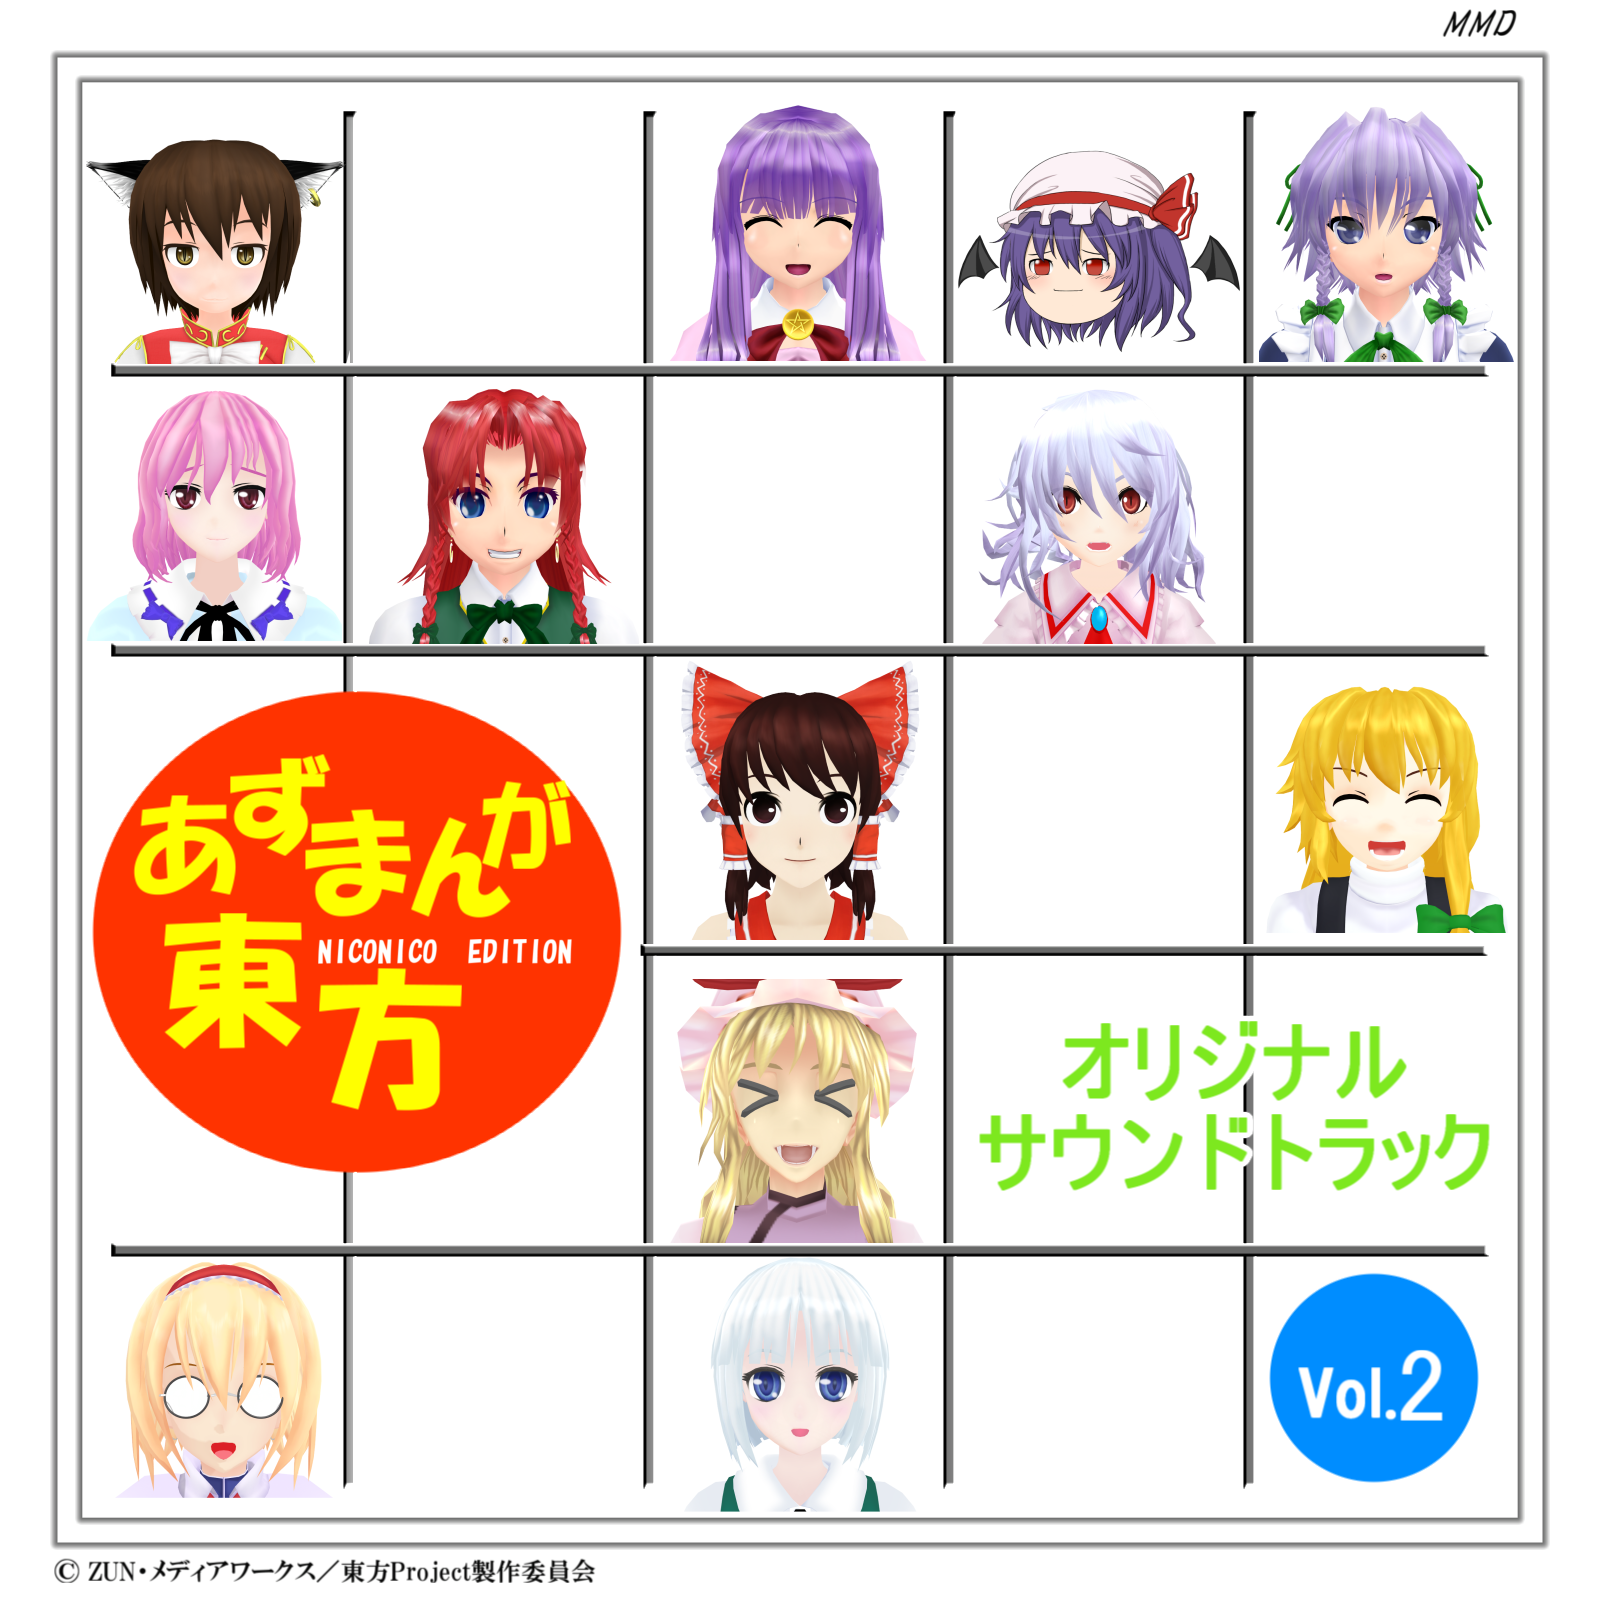 MMD
あずまんが
東方
NICONICO EDITION
オリジナル
サウンドトラック
Vol.2
© ZUN・メディアワークス／東方Project製作委員会